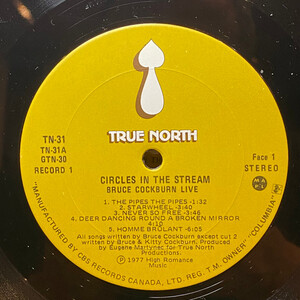 TRUE NORTH
TN-31
TN-31A
GTN-30
RECORD 1
Face 1
STEREO
CIRCLES IN THE STREAM
BRUCE COCKBURN LIVE
1. THE PIPES THE PIPES -1:32
2. STARWHEEL -3:40
3. NEVER SO FREE -3:46
4. DEER DANCING ROUND A BROKEN MIRROR
4:10
5. HOMME BRÛLANT -6:05
All songs written by Bruce Cockburn except cut 2
written by Bruce & Kitty Cockburn. Produced
by Eugene Martynec for True North
Productions.
℗ 1977 High Romance
Music
"MANUFACTURED BY CBS RECORDS CANADA, LTD. REG. T.M. OWNER" "COLUMBIA"